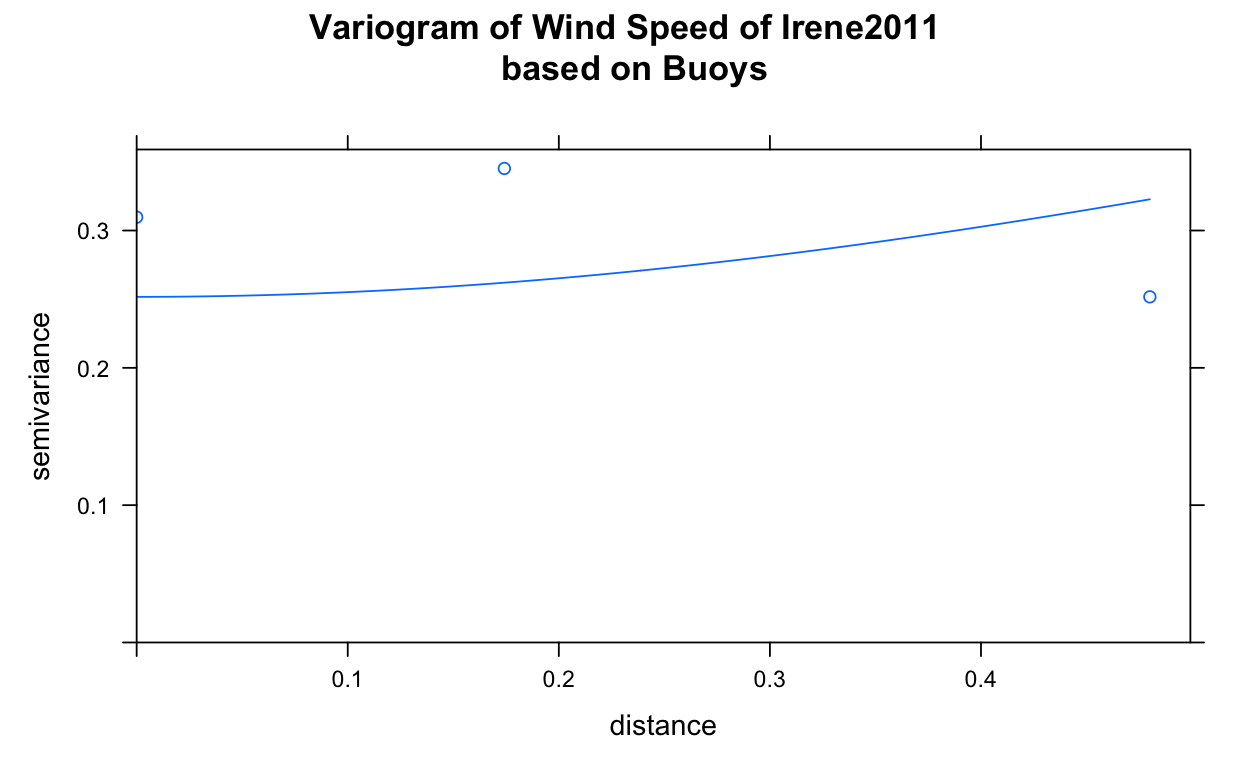 Variogram of Wind Speed of Irene2011
based on Buoys
semivariance
0.3
0.2
0.1
0.1 0.2 0.3 0.4
distance